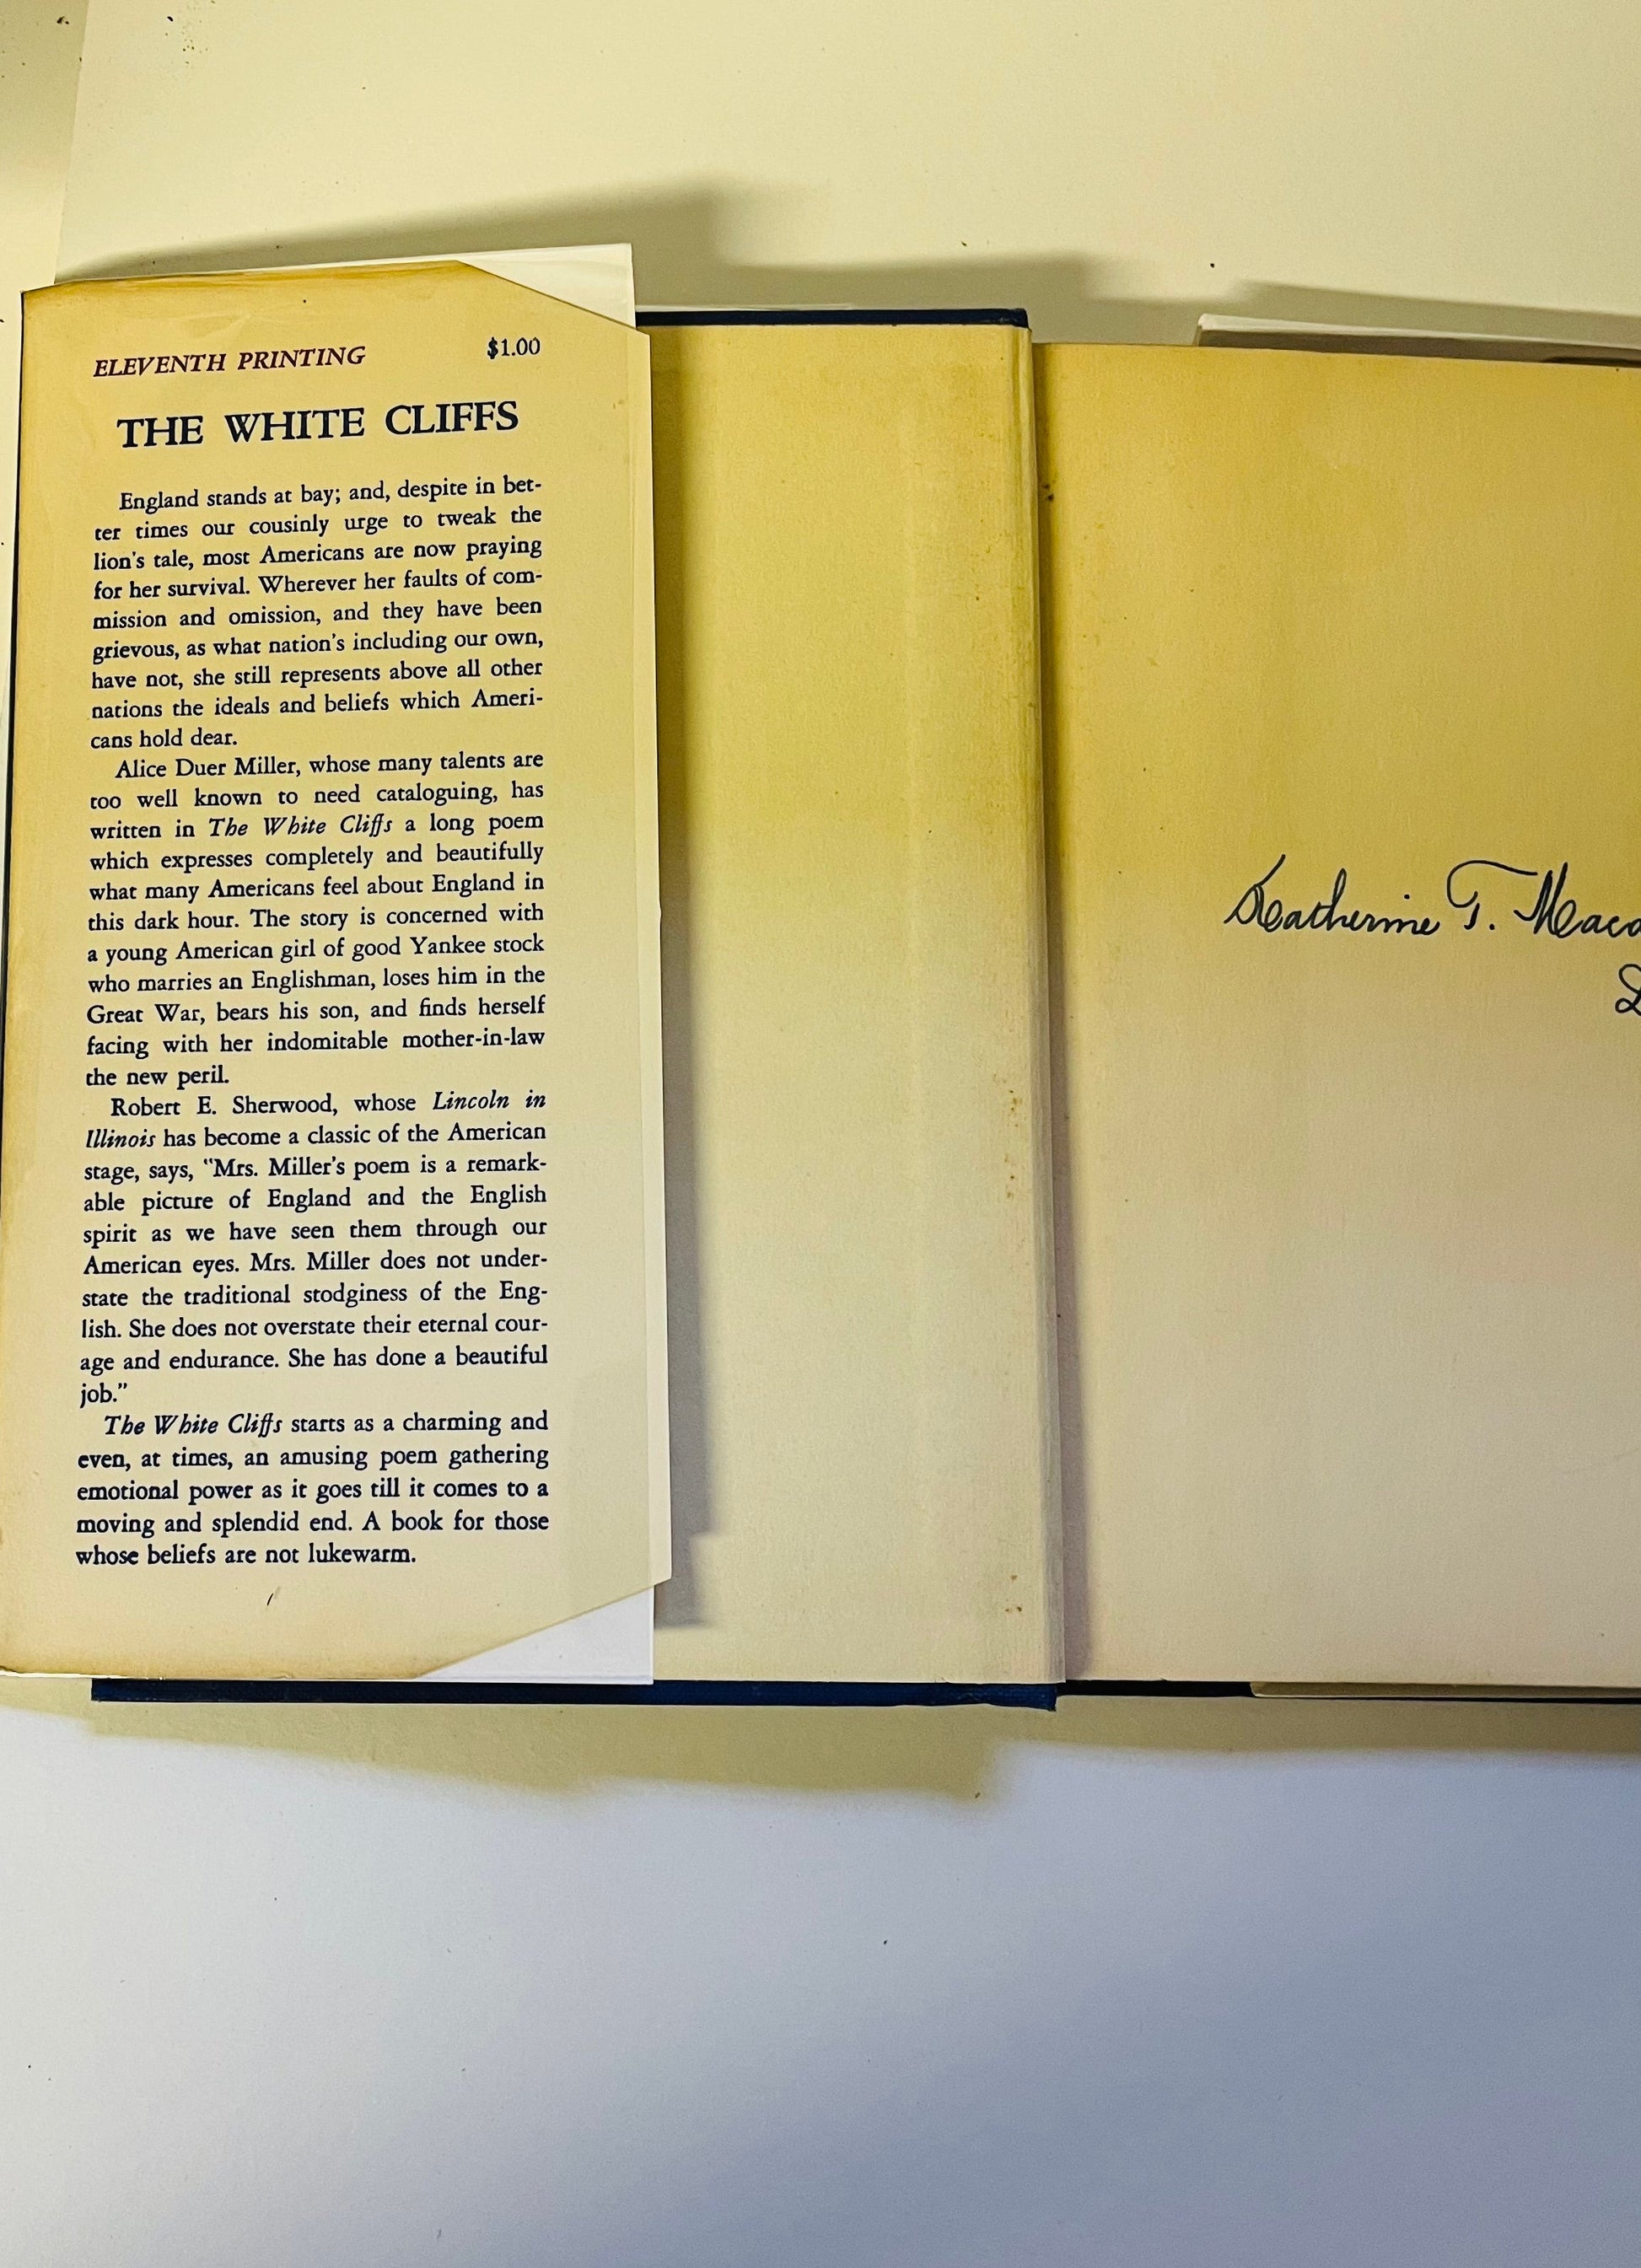 ELEVENTH PRINTING $1.00
THE WHITE CLIFFS
England stands at bay; and, despite in bet-
ter times our cousinly urge to tweak the
lion's tale, most Americans are now praying
for her survival. Wherever her faults of com-
mission and omission, and they have been
grievous, as what nation's including our own,
have not, she still represents above all other
nations the ideals and beliefs which Ameri-
cans hold dear.
Alice Duer Miller, whose many talents are
too well known to need cataloguing, has
written in The White Cliffs a long poem
which expresses completely and beautifully
what many Americans feel about England in
this dark hour. The story is concerned with
a young American girl of good Yankee stock
who marries an Englishman, loses him in the
Great War, bears his son, and finds herself
facing with her indomitable mother-in-law
the new peril.
Robert E. Sherwood, whose Lincoln in
Illinois has become a classic of the American
stage, says, "Mrs. Miller's poem is a remark-
able picture of England and the English
spirit as we have seen them through our
American eyes. Mrs. Miller does not under-
state the traditional stodginess of the Eng-
lish. She does not overstate their eternal cour-
age and endurance. She has done a beautiful
job."
The White Cliffs starts as a charming and
even, at times, an amusing poem gathering
emotional power as it goes till it comes to a
moving and splendid end. A book for those
whose beliefs are not lukewarm.
Katherine T.